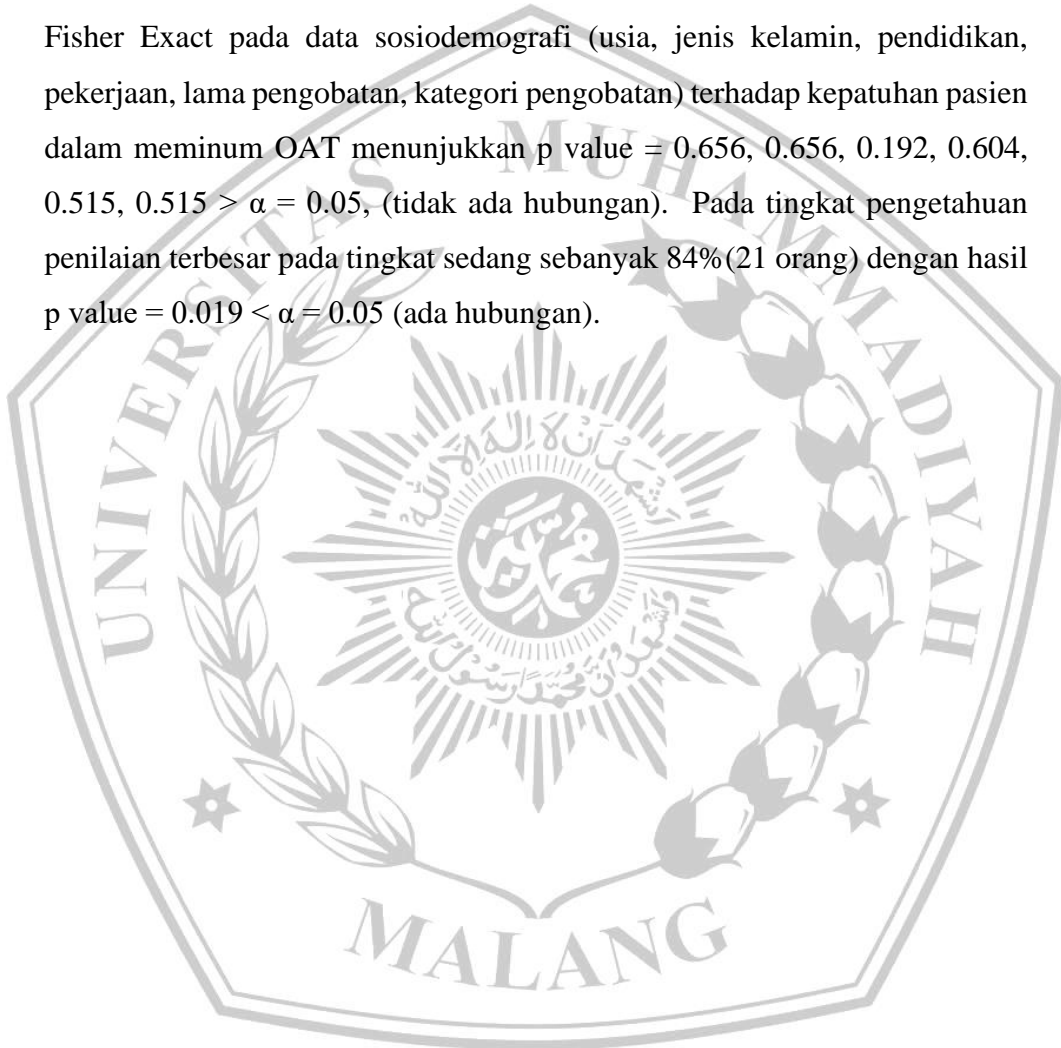 Fisher Exact pada data sosiodemografi (usia, jenis kelamin, pendidikan,
pekerjaan, lama pengobatan, kategori pengobatan) terhadap kepatuhan pasien
dalam meminum OAT menunjukkan p value = 0.656, 0.656, 0.192, 0.604,
0.515, 0.515 > α = 0.05, (tidak ada hubungan). Pada tingkat pengetahuan
penilaian terbesar pada tingkat sedang sebanyak 84%(21 orang) dengan hasil
p value = 0.019 < α = 0.05 (ada hubungan).
UNIVERSITAS MUHAMMADIYAH
MALANG